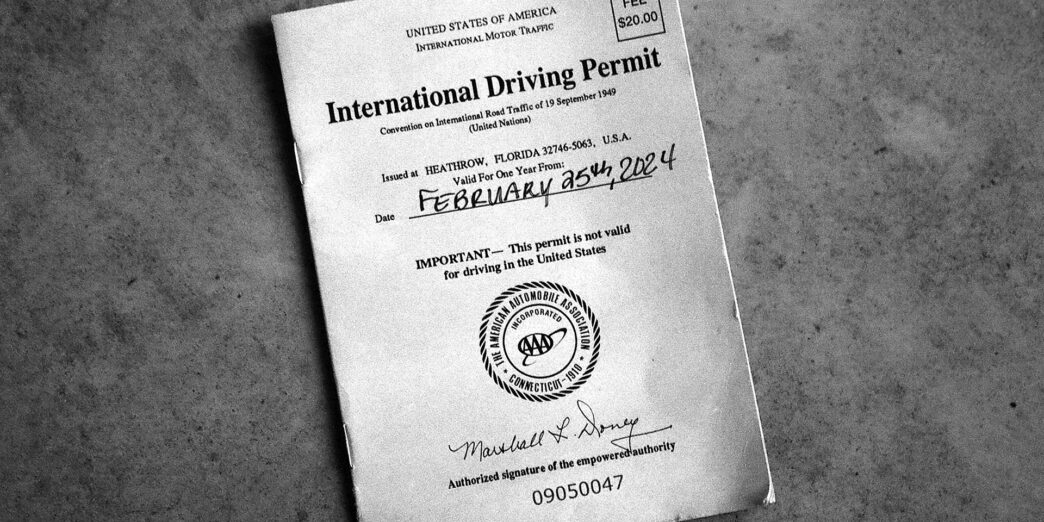 UNITED STATES OF AMERICA
INTERNATIONAL MOTOR TRAFFIC
FEE
$20.00
International Driving Permit
Convention on International Road Traffic of 19 September 1949
(United Nations)
Issued at HEATHROW, FLORIDA 32746-5063, U.S.A.
Valid For One Year From:
Date FEBRUARY 25th, 2024
IMPORTANT— This permit is not valid
for driving in the United States
THE AMERICAN AUTOMOBILE ASSOCIATION
INCORPORATED
AAA
* CONNECTICUT-1910 *
Marshall L. Doney
Authorized signature of the empowered authority
09050047